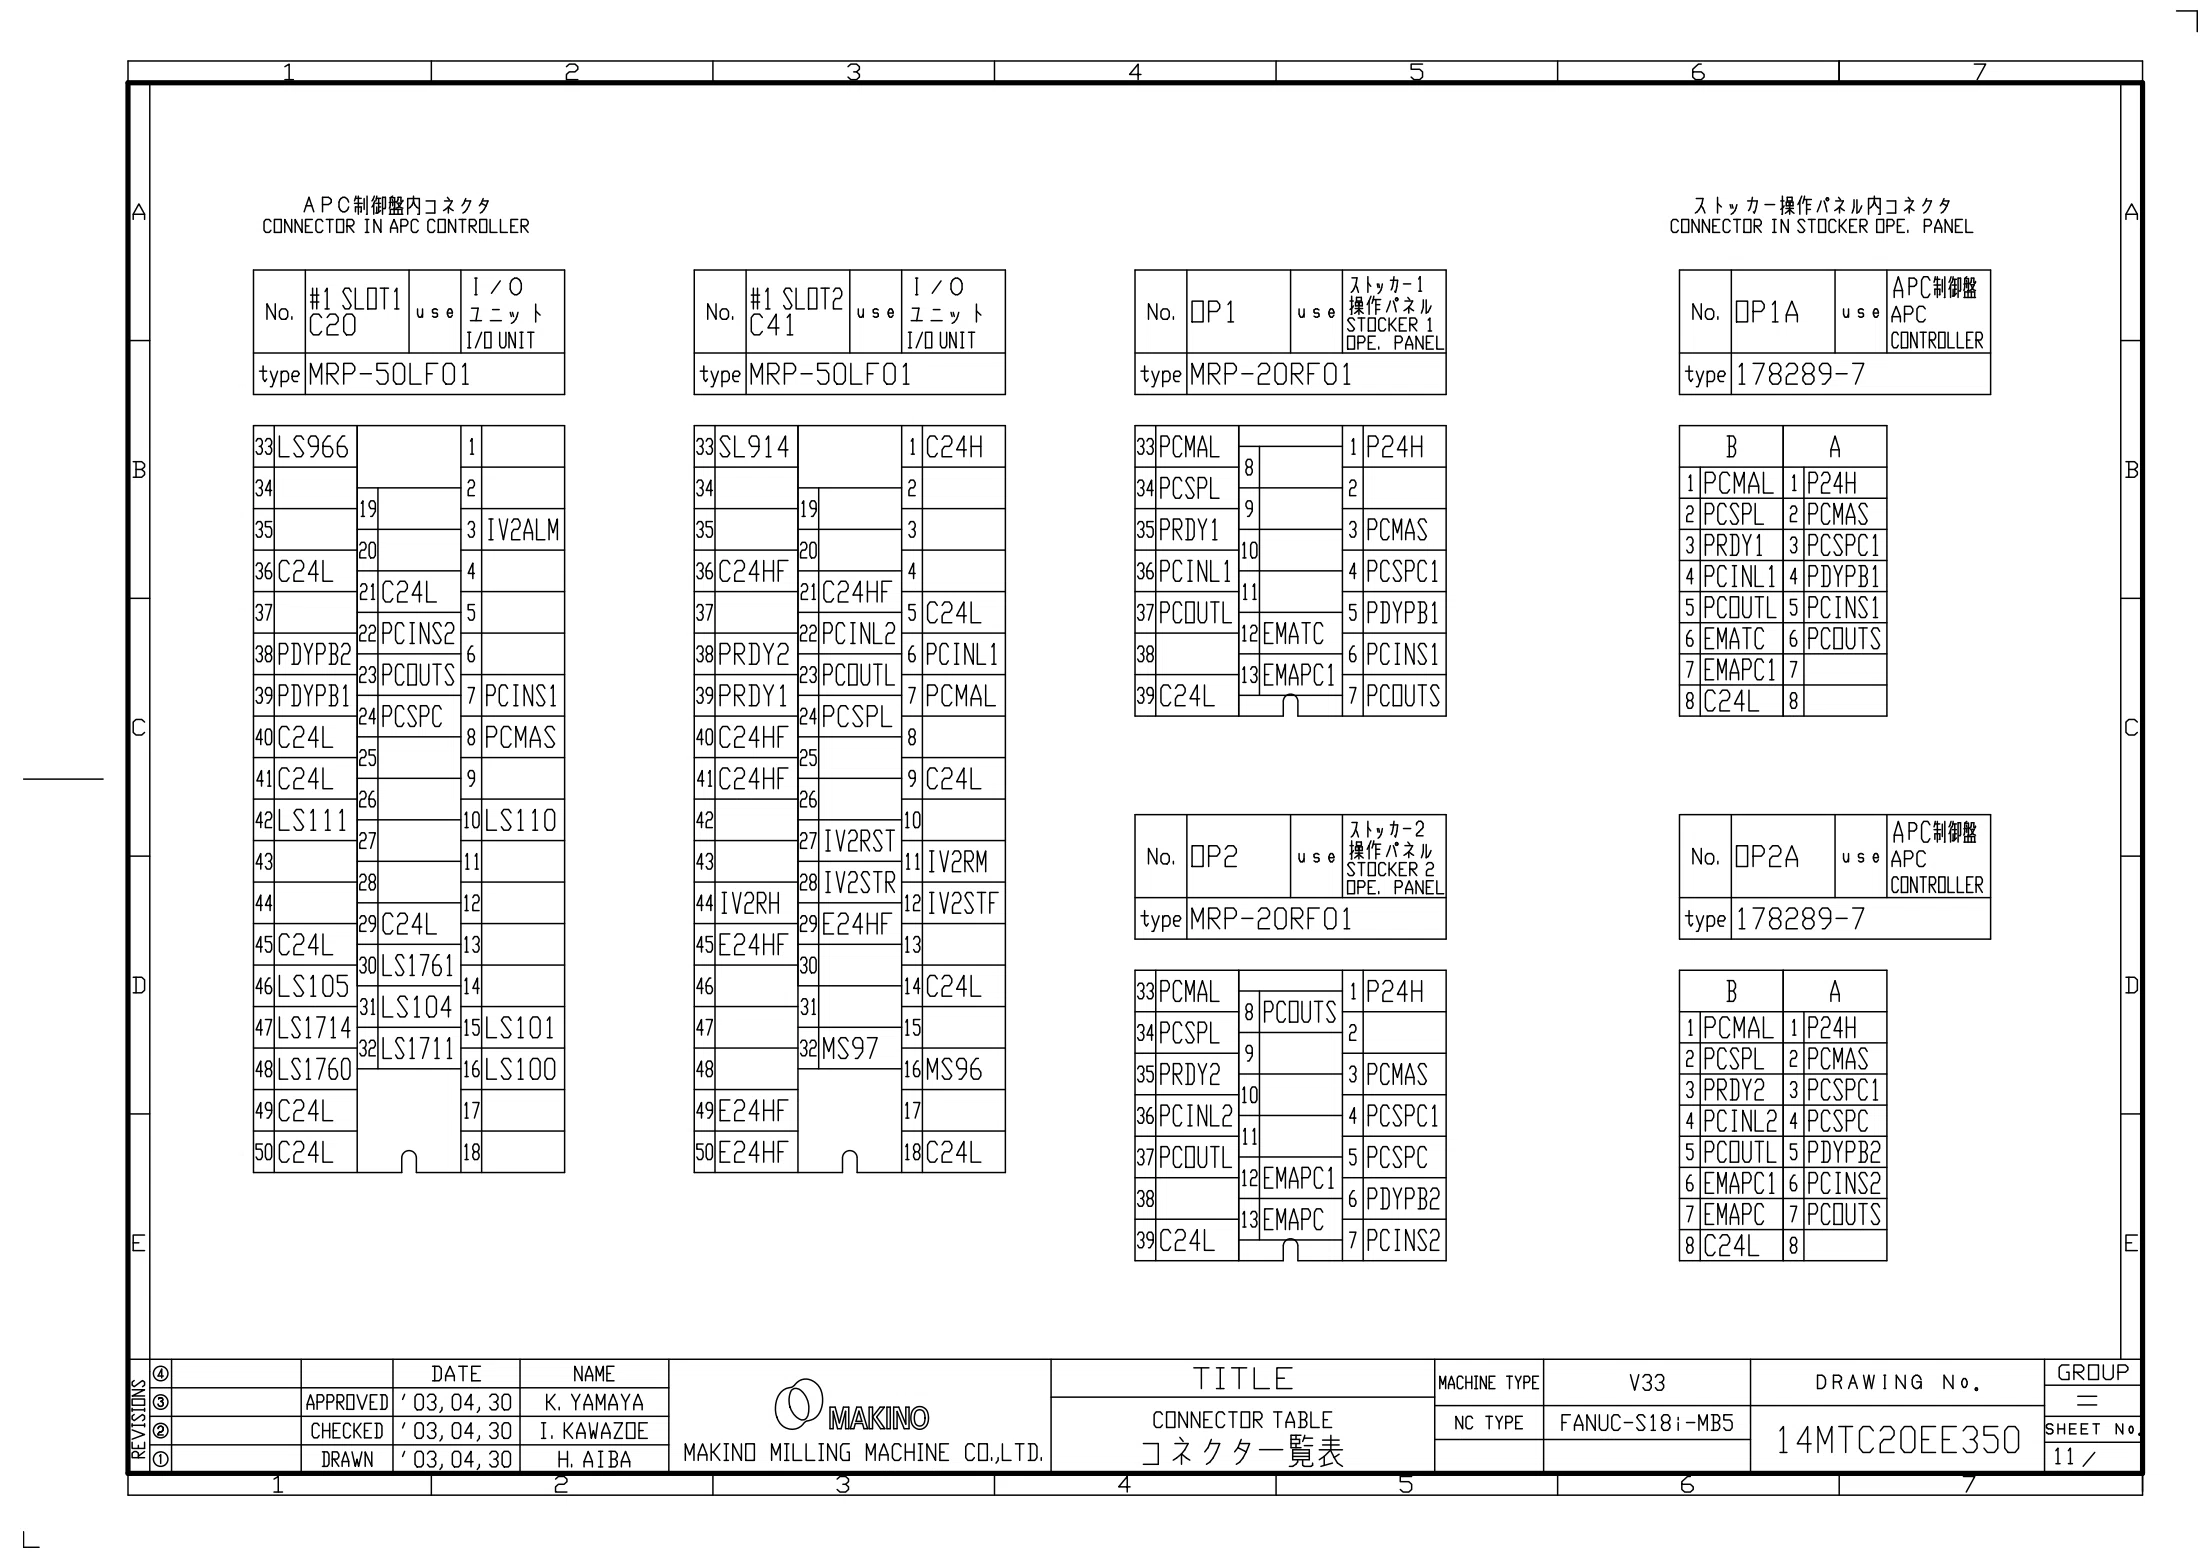 1 2 3 4 5 6 7
A A
B B
C C
D D
E E
APC制御盤内コネクタ
CONNECTOR IN APC CONTROLLER
ストッカー操作パネル内コネクタ
CONNECTOR IN STOCKER OPE. PANEL
No. #1 SLOT1 C20 use I/O ユニット I/O UNIT
type MRP-50LF01
33 LS966
34
35
36 C24L
37
38 PDYPB2
39 PDYPB1
40 C24L
41 C24L
42 LS111
43
44
45 C24L
46 LS105
47 LS1714
48 LS1760
49 C24L
50 C24L
19
20
21 C24L
22 PCINS2
23 PCOUTS
24 PCSPC
25
26
27
28
29 C24L
30 LS1761
31 LS104
32 LS1711
1
2
3 IV2ALM
4
5
6
7 PCINS1
8 PCMAS
9
10 LS110
11
12
13
14
15 LS101
16 LS100
17
18
No. #1 SLOT2 C41 use I/O ユニット I/O UNIT
type MRP-50LF01
33 SL914
34
35
36 C24HF
37
38 PRDY2
39 PRDY1
40 C24HF
41 C24HF
42
43
44 IV2RH
45 E24HF
46
47
48
49 E24HF
50 E24HF
19
20
21 C24HF
22 PCINL2
23 PCOUTL
24 PCSPL
25
26
27 IV2RST
28 IV2STR
29 E24HF
30
31
32 MS97
1 C24H
2
3
4
5 C24L
6 PCINL1
7 PCMAL
8
9 C24L
10
11 IV2RM
12 IV2STF
13
14 C24L
15
16 MS96
17
18 C24L
No. OP1 use ストッカー1 操作パネル STOCKER 1 OPE. PANEL
type MRP-20RF01
33 PCMAL
34 PCSPL
35 PRDY1
36 PCINL1
37 PCOUTL
38
39 C24L
8
9
10
11
12 EMATC
13 EMAPC1
1 P24H
2
3 PCMAS
4 PCSPC1
5 PDYPB1
6 PCINS1
7 PCOUTS
No. OP1A use APC制御盤 APC CONTROLLER
type 178289-7
B A
1 PCMAL 1 P24H
2 PCSPL 2 PCMAS
3 PRDY1 3 PCSPC1
4 PCINL1 4 PDYPB1
5 PCOUTL 5 PCINS1
6 EMATC 6 PCOUTS
7 EMAPC1 7
8 C24L 8
No. OP2 use ストッカー2 操作パネル STOCKER 2 OPE. PANEL
type MRP-20RF01
33 PCMAL
34 PCSPL
35 PRDY2
36 PCINL2
37 PCOUTL
38
39 C24L
8 PCOUTS
9
10
11
12 EMAPC1
13 EMAPC
1 P24H
2
3 PCMAS
4 PCSPC1
5 PCSPC
6 PDYPB2
7 PCINS2
No. OP2A use APC制御盤 APC CONTROLLER
type 178289-7
B A
1 PCMAL 1 P24H
2 PCSPL 2 PCMAS
3 PRDY2 3 PCSPC1
4 PCINL2 4 PCSPC
5 PCOUTL 5 PDYPB2
6 EMAPC1 6 PCINS2
7 EMAPC 7 PCOUTS
8 C24L 8
REVISIONS
④
③
②
①
DATE NAME
APPROVED '03,04,30 K. YAMAYA
CHECKED '03,04,30 I. KAWAZOE
DRAWN '03,04,30 H. AIBA
MAKINO
MAKINO MILLING MACHINE CO.,LTD.
TITLE
CONNECTOR TABLE
コネクタ一覧表
MACHINE TYPE V33
NC TYPE FANUC-S18i-MB5
DRAWING No.
14MTC20EE350
GROUP
=
SHEET No.
11/
1 2 3 4 5 6 7